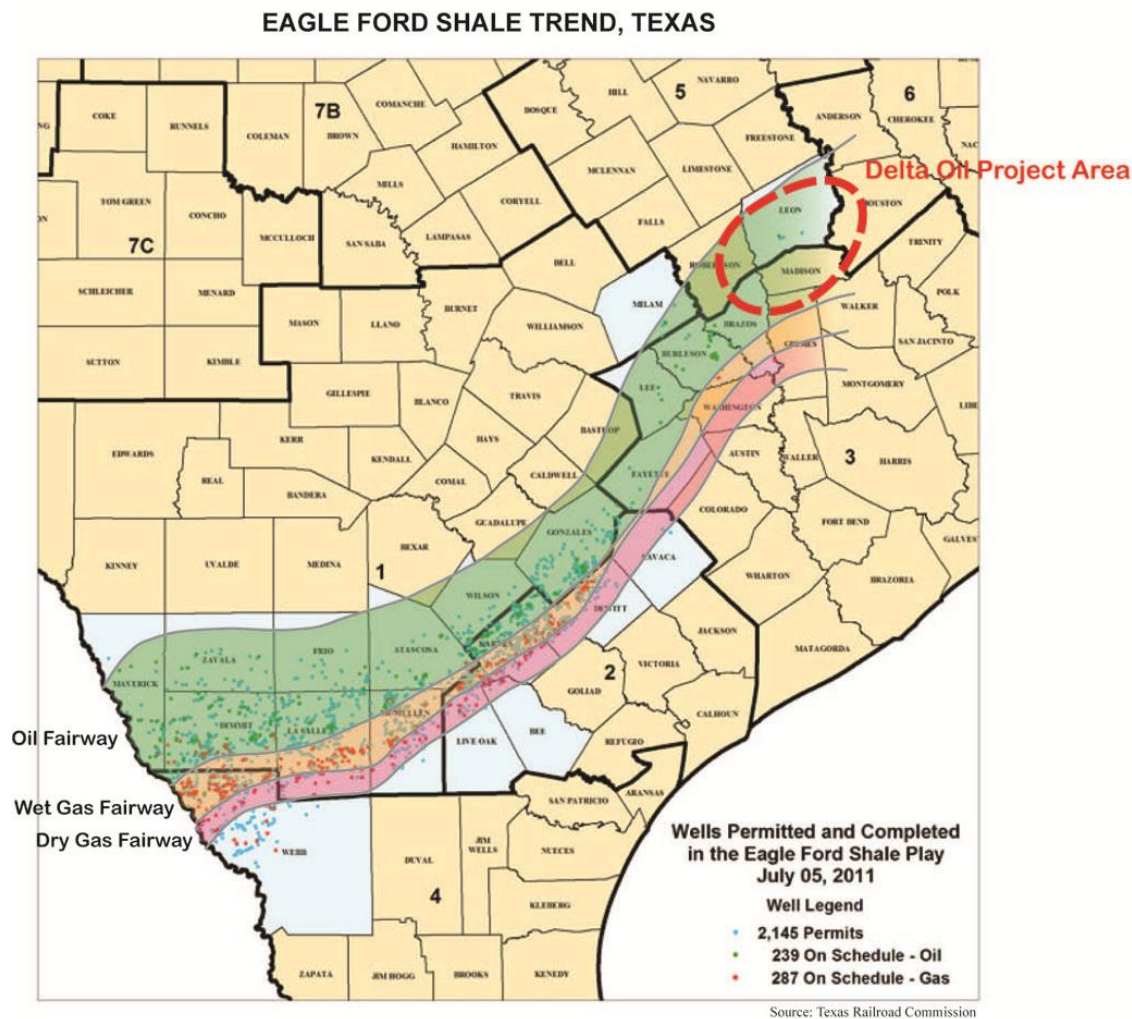 EAGLE FORD SHALE TREND, TEXAS
COKE
RUNNELS
COLEMAN
7B
BROWN
COMANCHE
BOSQUE
HILL
5
NAVARRO
6
ANDERSON
CHEROKEE
HAMILTON
FREESTONE
MCLENNAN
LIMESTONE
Delta Oil Project Area
MILLS
TOM GREEN
CONCHO
CORYELL
FALLS
LEON
HOUSTON
7C
MCCULLOCH
SAN SABA
LAMPASAS
TRINITY
BELL
ROBERTSON
MADISON
SCHLEICHER
MENARD
BURNET
MILAM
POLK
MASON
LLANO
WILLIAMSON
BRAZOS
WALKER
SUTTON
KIMBLE
BURLESON
GRIMES
SAN JACINTO
GILLESPIE
BLANCO
TRAVIS
LEE
MONTGOMERY
WASHINGTON
EDWARDS
KERR
HAYS
BASTROP
KENDALL
AUSTIN
WALLER
3
HARRIS
REAL
BANDERA
COMAL
CALDWELL
FAYETTE
COLORADO
GUADALUPE
GONZALES
FORT BEND
KINNEY
UVALDE
MEDINA
BEXAR
1
LAVACA
WHARTON
BRAZORIA
WILSON
DEWITT
ZAVALA
FRIO
ATASCOSA
KARNES
JACKSON
MATAGORDA
MAVERICK
2
VICTORIA
GOLIAD
DIMMIT
LA SALLE
MCMULLEN
CALHOUN
Oil Fairway
LIVE OAK
BEE
REFUGIO
Wet Gas Fairway
SAN PATRICIO
ARANSAS
Dry Gas Fairway
WEBB
DUVAL
JIM
WELLS
NUECES
4
KLEBERG
ZAPATA
JIM HOGG
BROOKS
KENEDY
Wells Permitted and Completed
in the Eagle Ford Shale Play
July 05, 2011
Well Legend
2,145 Permits
239 On Schedule - Oil
287 On Schedule - Gas
Source: Texas Railroad Commission